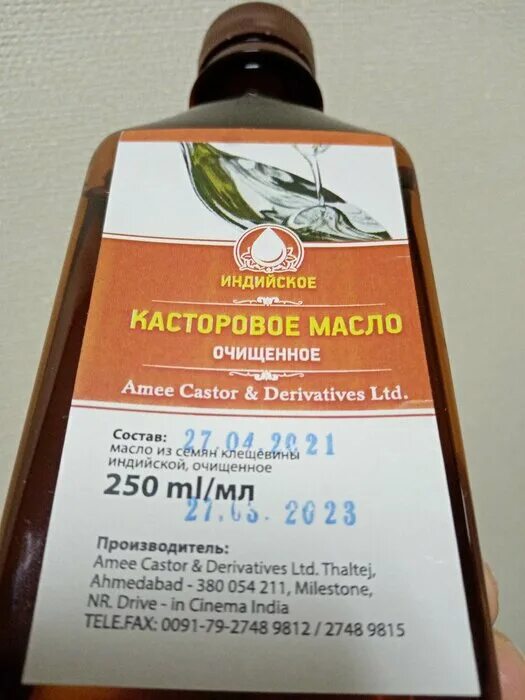 ИНДИЙСКОЕ
КАСТОРОВОЕ МАСЛО
ОЧИЩЕННОЕ
Amee Castor & Derivatives Ltd.
Состав:
27.04.2021
масло из семян клещевины
индийской, очищенное
250 ml/мл
2023
Производитель:
Amee Castor & Derivatives Ltd. Thaltej,
Ahmedabad - 380 054 211, Milestone,
NR. Drive - in Cinema India
TELE.FAX: 0091-79-2748 9812 / 2748 9815